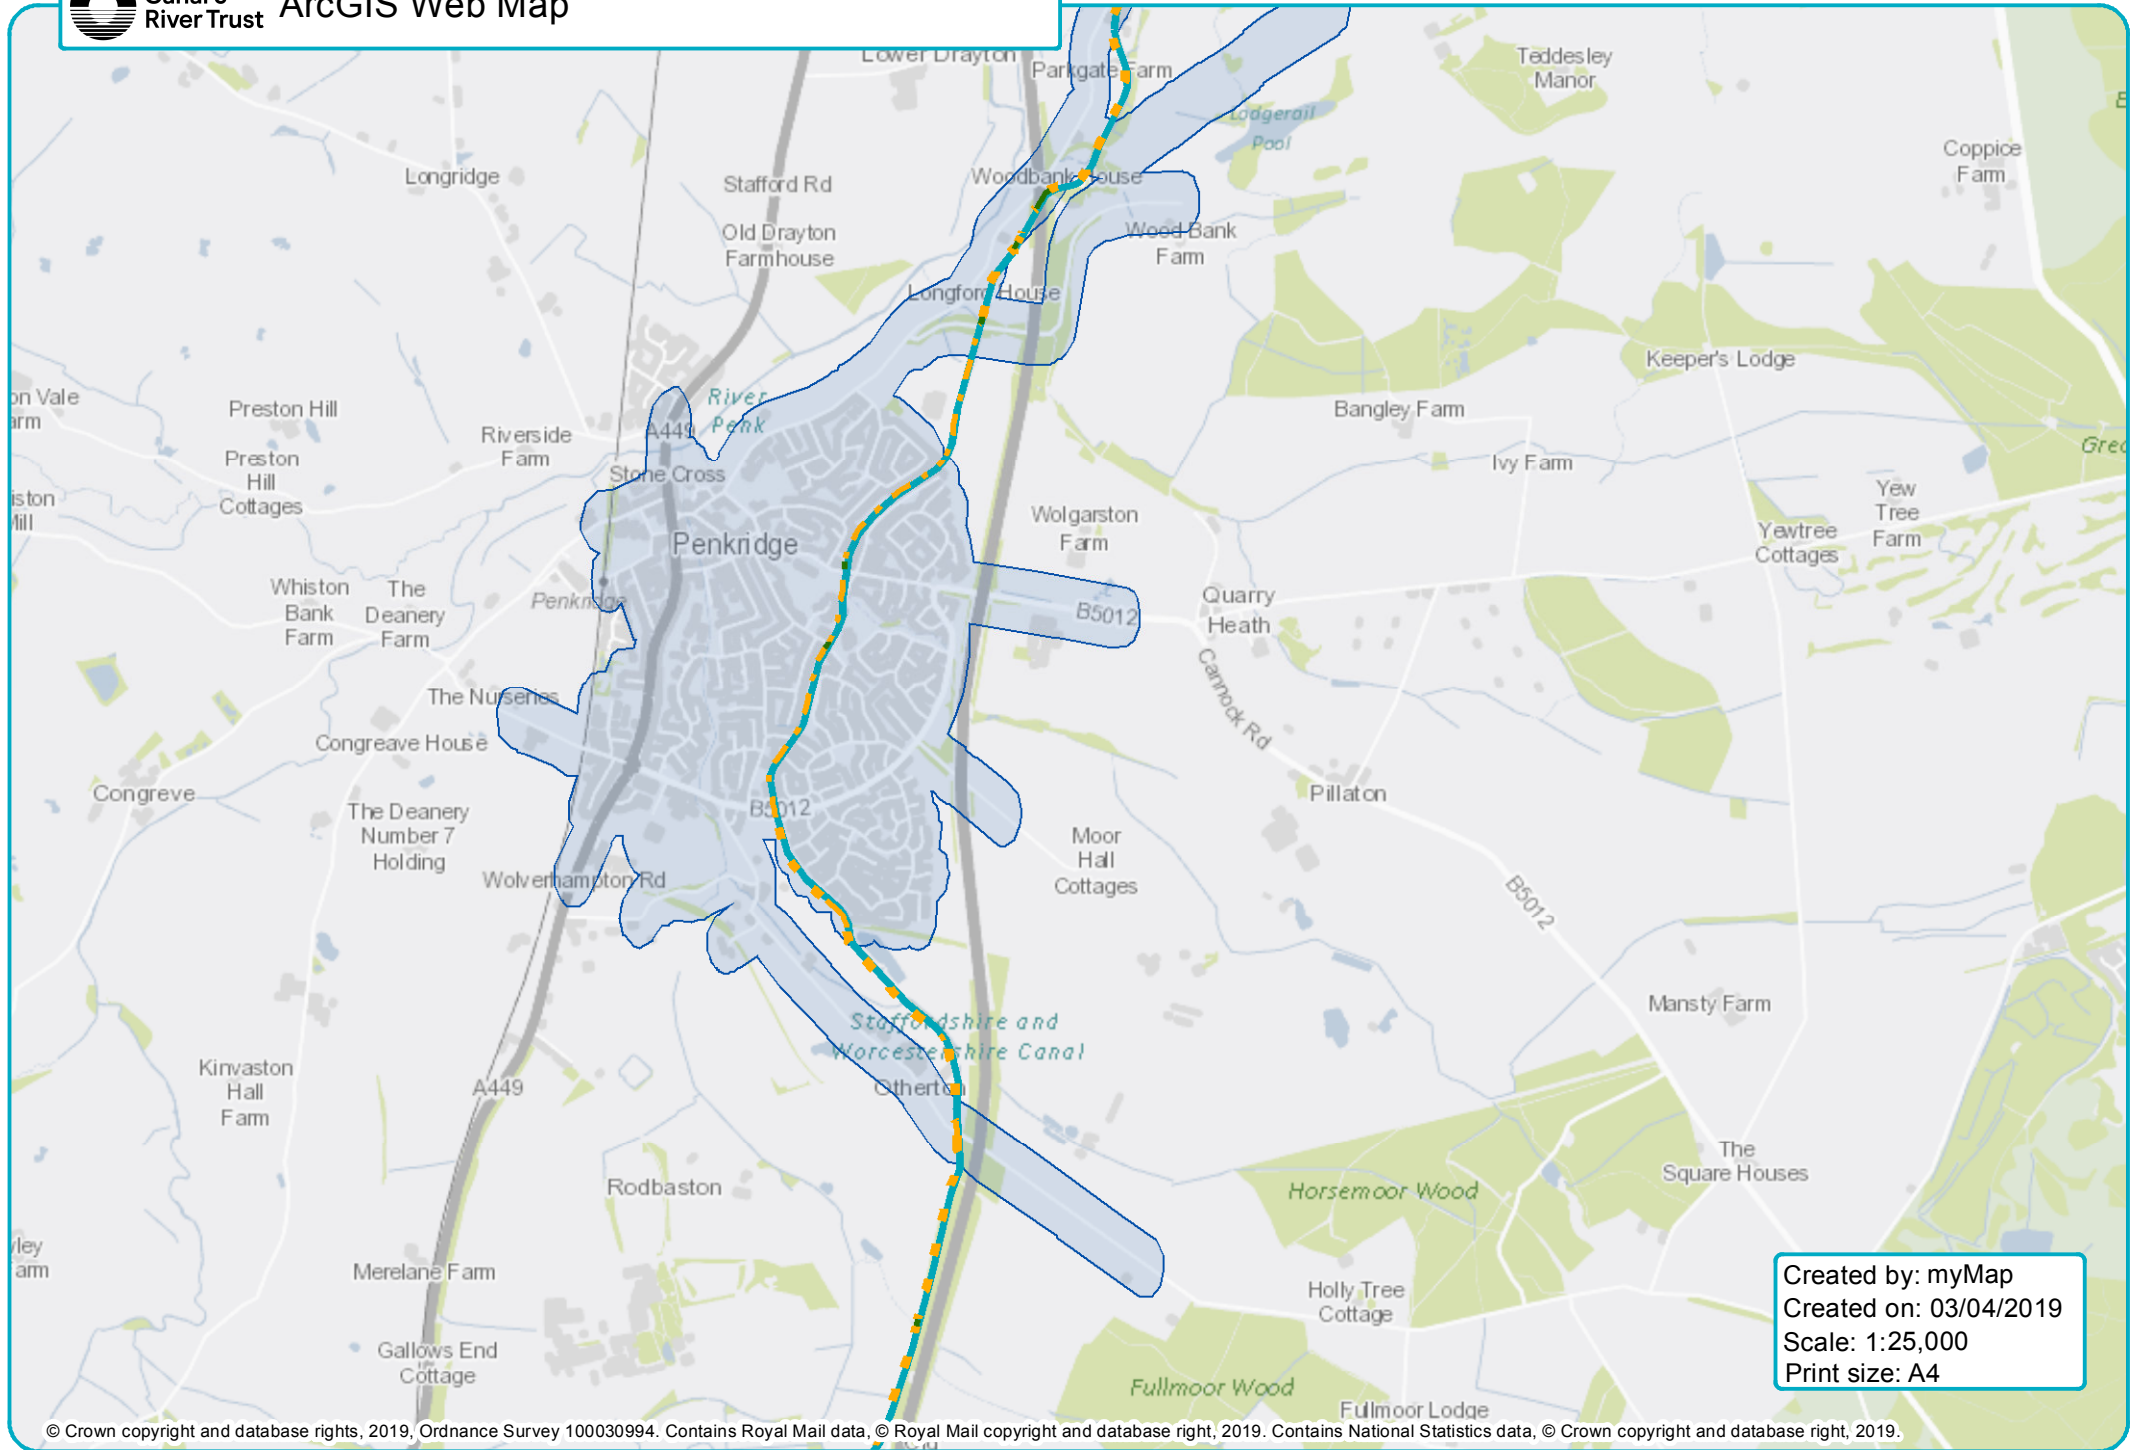 River Trust
ArcGIS Web Map
Lower Drayton
Parkgate Farm
Teddesley
Manor
Lodgerail
Pool
Coppice
Farm
Longridge
Stafford Rd
Woodbank House
Old Drayton
Farmhouse
Wood Bank
Farm
Longford House
Keeper's Lodge
on Vale
arm
Preston Hill
River
Penk
A449
Bangley Farm
Riverside
Farm
Preston
Hill
Cottages
Stone Cross
Ivy Farm
Grec
iston
Mill
Yew
Tree
Farm
Wolgarston
Farm
Yewtree
Cottages
Penkridge
Whiston
Bank
Farm
The
Deanery
Farm
Penkridge
B5012
Quarry
Heath
Cannock Rd
The Nurseries
Congreave House
Congreve
Pillaton
B5012
The Deanery
Number 7
Holding
Moor
Hall
Cottages
Wolverhampton Rd
B5012
Mansty Farm
Staffordshire and
Worcestershire Canal
Otherton
Kinvaston
Hall
Farm
A449
The
Square Houses
Rodbaston
Horsemoor Wood
ley
arm
Merelane Farm
Holly Tree
Cottage
Gallows End
Cottage
Fullmoor Wood
Fullmoor Lodge
Created by: myMap
Created on: 03/04/2019
Scale: 1:25,000
Print size: A4
© Crown copyright and database rights, 2019, Ordnance Survey 100030994. Contains Royal Mail data, © Royal Mail copyright and database right, 2019. Contains National Statistics data, © Crown copyright and database right, 2019.